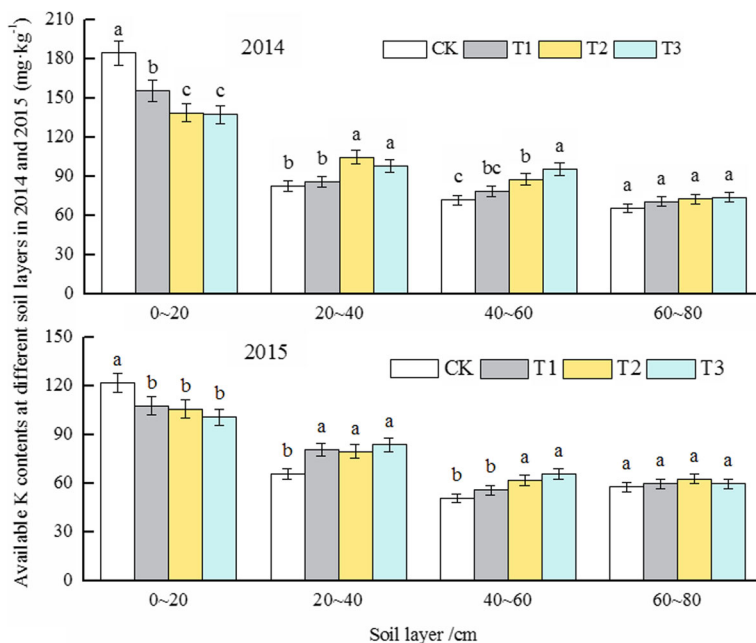 Available K contents at different soil layers in 2014 and 2015 (mg·kg⁻¹)
2014
CK T1 T2 T3
180
150
120
90
60
30
0
a b c c
b b a a
c bc b a
a a a a
0~20 20~40 40~60 60~80
2015
CK T1 T2 T3
150
120
90
60
30
0
a b b b
b a a a
b b a a
a a a a
0~20 20~40 40~60 60~80
Soil layer /cm
210